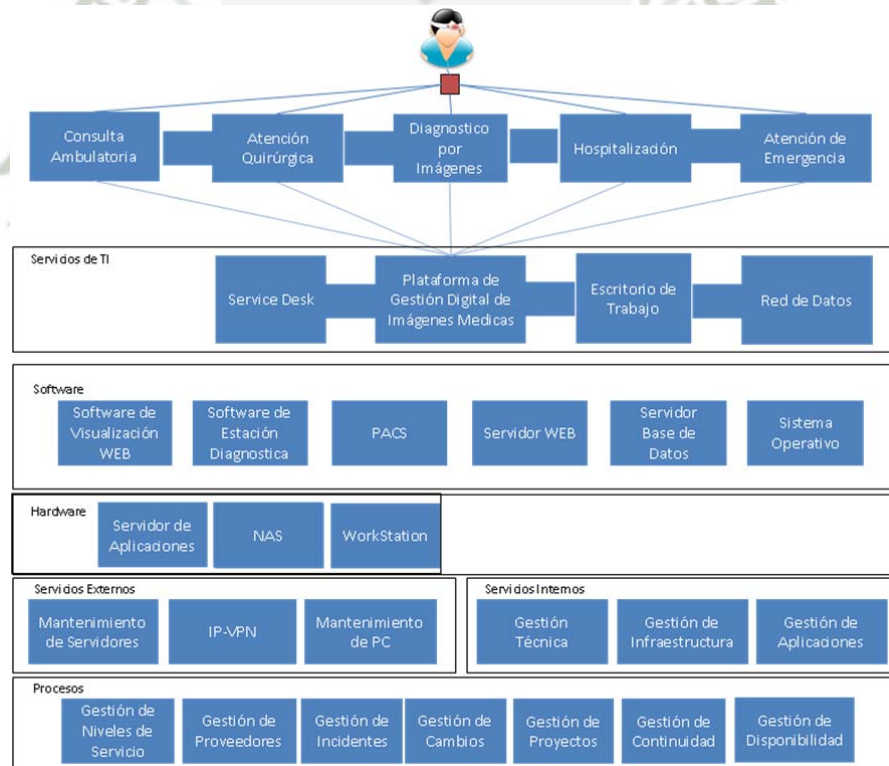 Consulta
Ambulatoria
Atención
Quirúrgica
Diagnostico
por
Imágenes
Hospitalización
Atención de
Emergencia
Servicios de TI
Service Desk
Plataforma de
Gestión Digital de
Imágenes Medicas
Escritorio de
Trabajo
Red de Datos
Software
Software de
Visualización
WEB
Software de
Estación
Diagnostica
PACS
Servidor WEB
Servidor
Base de
Datos
Sistema
Operativo
Hardware
Servidor de
Aplicaciones
NAS
WorkStation
Servicios Externos
Mantenimiento
de Servidores
IP-VPN
Mantenimiento
de PC
Servicios Internos
Gestión
Técnica
Gestión de
Infraestructura
Gestión de
Aplicaciones
Procesos
Gestión de
Niveles de
Servicio
Gestión de
Proveedores
Gestión de
Incidentes
Gestión de
Cambios
Gestión de
Proyectos
Gestión de
Continuidad
Gestión de
Disponibilidad